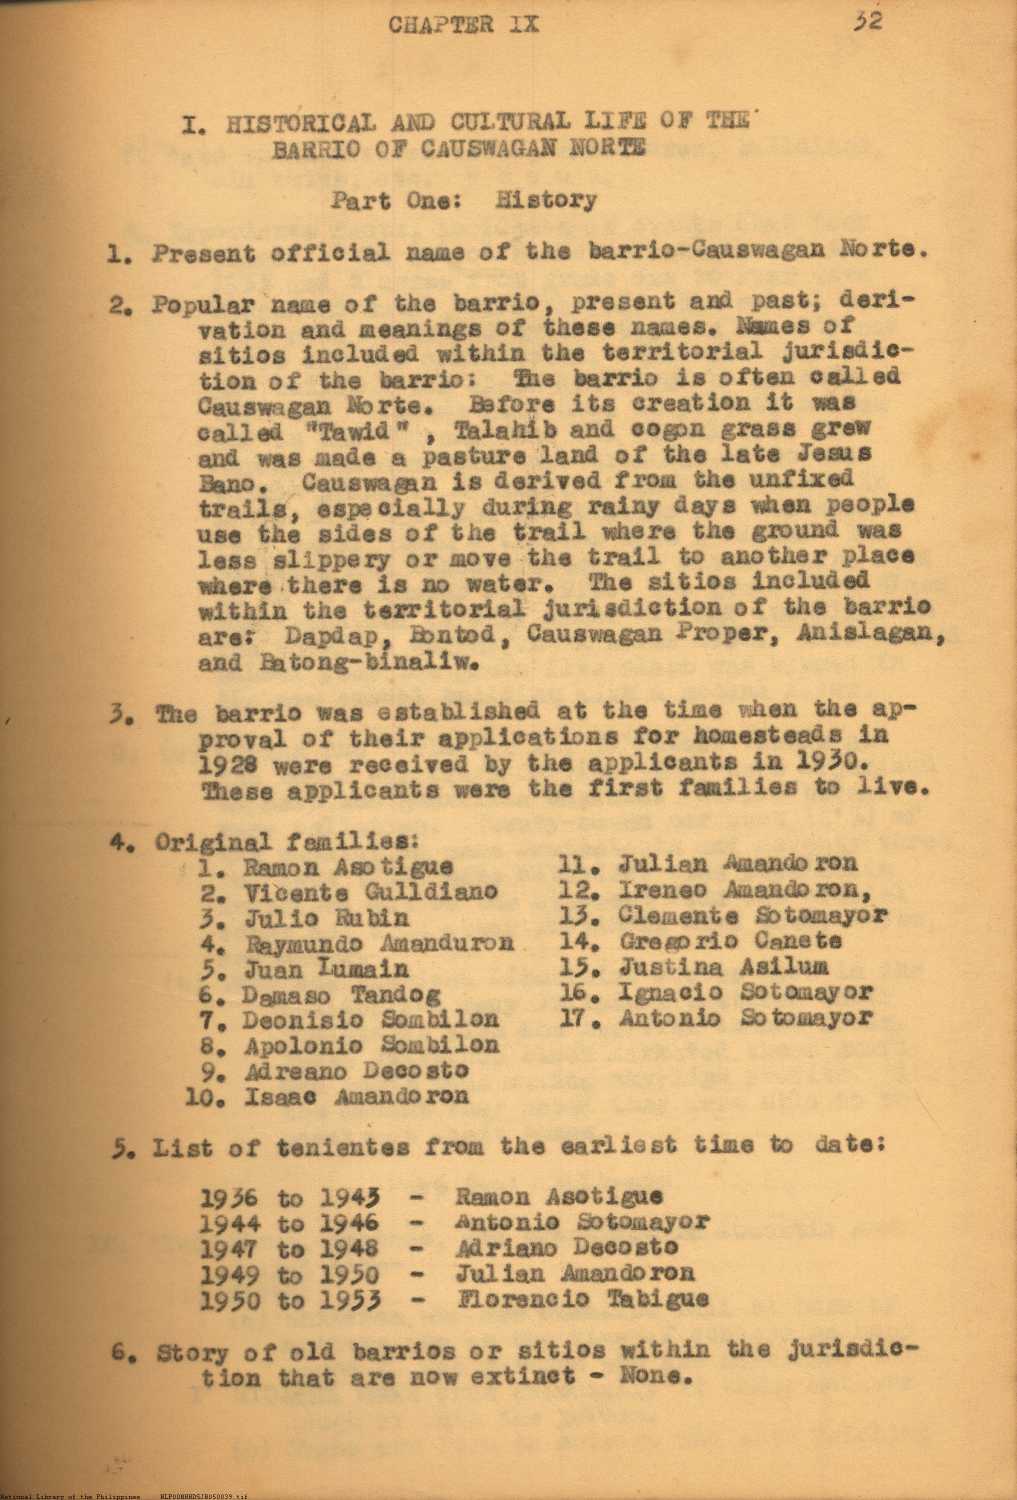 CHAPTER IX 32
I. HISTORICAL AND CULTURAL LIFE OF THE
BARRIO OF CAUSWAGAN NORTE
Part One: History
1. Present official name of the barrio-Causwagan Norte.
2. Popular name of the barrio, present and past; deri-
vation and meanings of these names. Names of
sitios included within the territorial jurisdic-
tion of the barrio: The barrio is often called
Causwagan Norte. Before its creation it was
called "Tawid", Talahib and cogon grass grew
and was made a pasture land of the late Jesus
Bano. Causwagan is derived from the unfixed
trails, especially during rainy days when people
use the sides of the trail where the ground was
less slippery or move the trail to another place
where there is no water. The sitios included
within the territorial jurisdiction of the barrio
are: Dapdap, Bontod, Causwagan Proper, Anislagan,
and Batong-binaliw.
3. The barrio was established at the time when the ap-
proval of their applications for homesteads in
1928 were received by the applicants in 1930.
These applicants were the first families to live.
4. Original families:
1. Ramon Asotigue 11. Julian Amandoron
2. Vicente Gulldiano 12. Ireneo Amandoron,
3. Julio Rubin 13. Clemente Sotomayor
4. Raymundo Amanduron 14. Gregorio Canete
5. Juan Lumain 15. Justina Asilum
6. Damaso Tandog 16. Ignacio Sotomayor
7. Deonisio Sombilon 17. Antonio Sotomayor
8. Apolonio Sombilon
9. Adreano Decosto
10. Isaac Amandoron
5. List of tenientes from the earliest time to date:
1936 to 1943 - Ramon Asotigue
1944 to 1946 - Antonio Sotomayor
1947 to 1948 - Adriano Decosto
1949 to 1950 - Julian Amandoron
1950 to 1953 - Florencio Tabigue
6. Story of old barrios or sitios within the jurisdic-
tion that are now extinct - None.
National Library of the Philippines